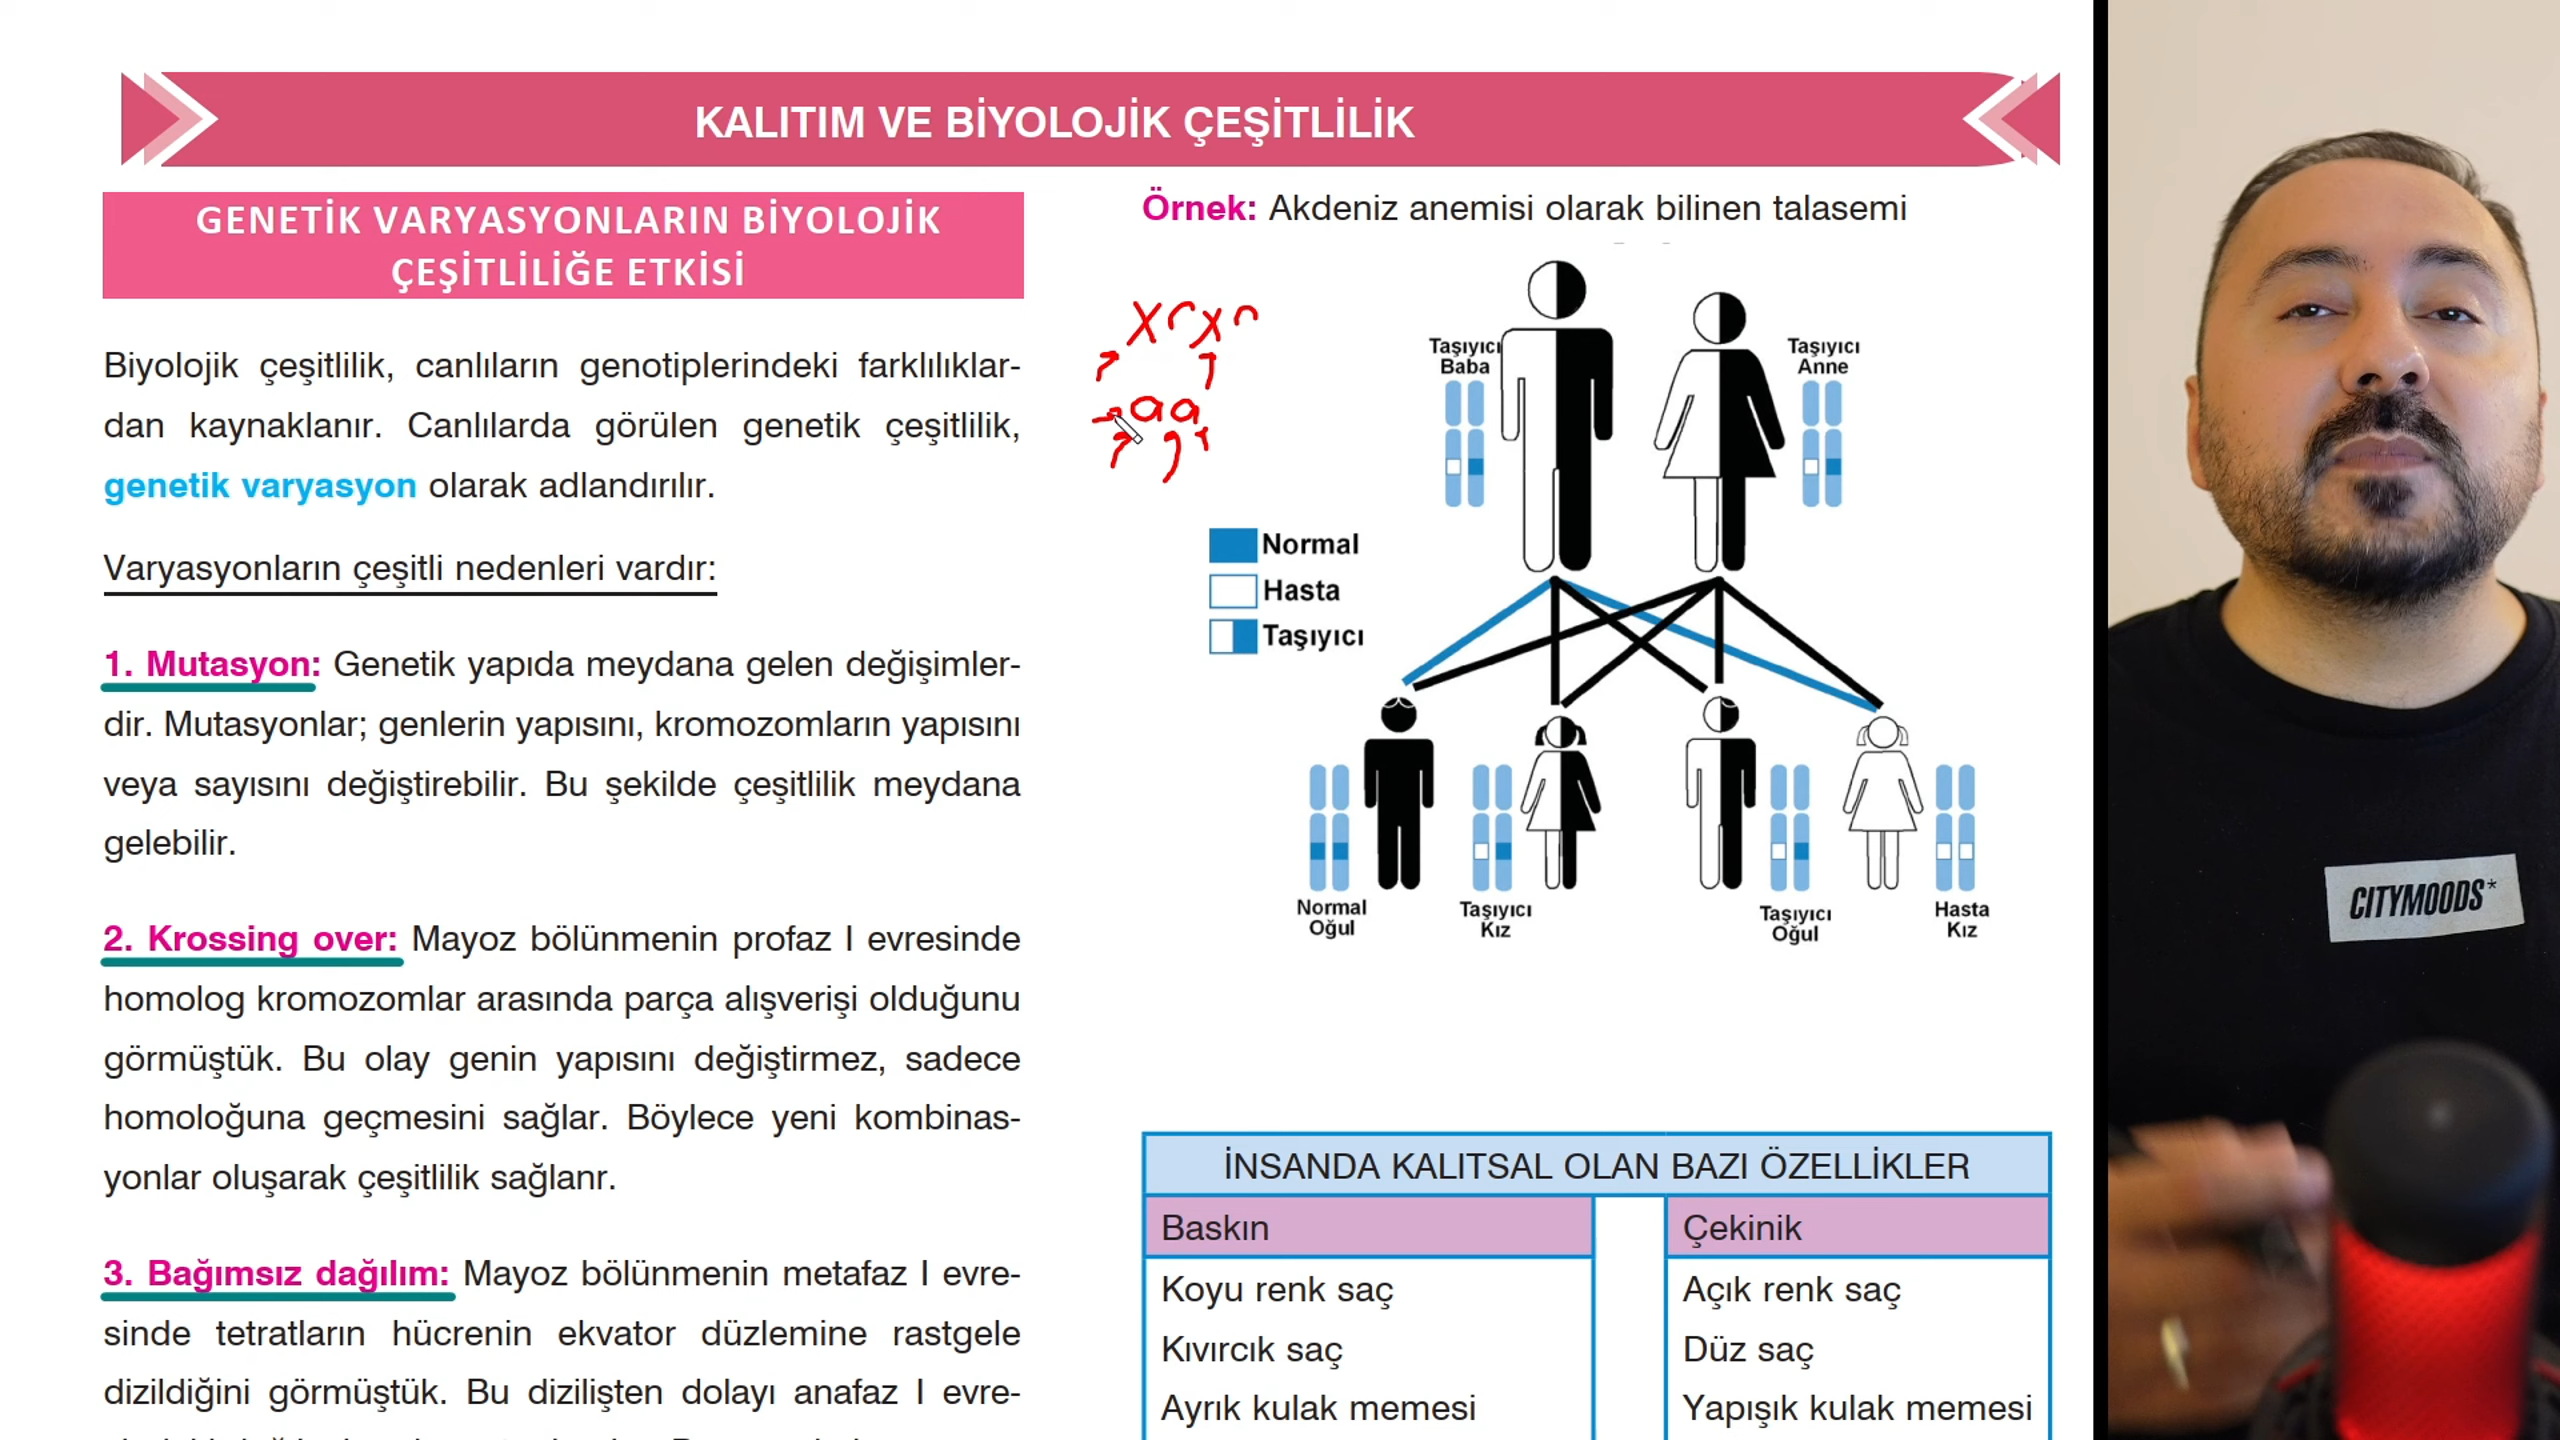 KALITIM VE BİYOLOJİK ÇEŞİTLİLİK
GENETİK VARYASYONLARIN BİYOLOJİK
ÇEŞİTLİLİĞE ETKİSİ
Biyolojik çeşitlilik, canlıların genotiplerindeki farklılıklar-
dan kaynaklanır. Canlılarda görülen genetik çeşitlilik,
genetik varyasyon olarak adlandırılır.
Varyasyonların çeşitli nedenleri vardır:
1. Mutasyon: Genetik yapıda meydana gelen değişimler-
dir. Mutasyonlar; genlerin yapısını, kromozomların yapısını
veya sayısını değiştirebilir. Bu şekilde çeşitlilik meydana
gelebilir.
2. Krossing over: Mayoz bölünmenin profaz I evresinde
homolog kromozomlar arasında parça alışverişi olduğunu
görmüştük. Bu olay genin yapısını değiştirmez, sadece
homoloğuna geçmesini sağlar. Böylece yeni kombinas-
yonlar oluşarak çeşitlilik sağlanr.
3. Bağımsız dağılım: Mayoz bölünmenin metafaz I evre-
sinde tetratların hücrenin ekvator düzlemine rastgele
dizildiğini görmüştük. Bu dizilişten dolayı anafaz I evre-
Örnek: Akdeniz anemisi olarak bilinen talasemi
XrXr
aa
Taşıyıcı
Baba
Taşıyıcı
Anne
Normal
Hasta
Taşıyıcı
Normal
Oğul
Taşıyıcı
Kız
Taşıyıcı
Oğul
Hasta
Kız
İNSANDA KALITSAL OLAN BAZI ÖZELLİKLER
Baskın
Çekinik
Koyu renk saç
Açık renk saç
Kıvırcık saç
Düz saç
Ayrık kulak memesi
Yapışık kulak memesi
CITYMOODS*